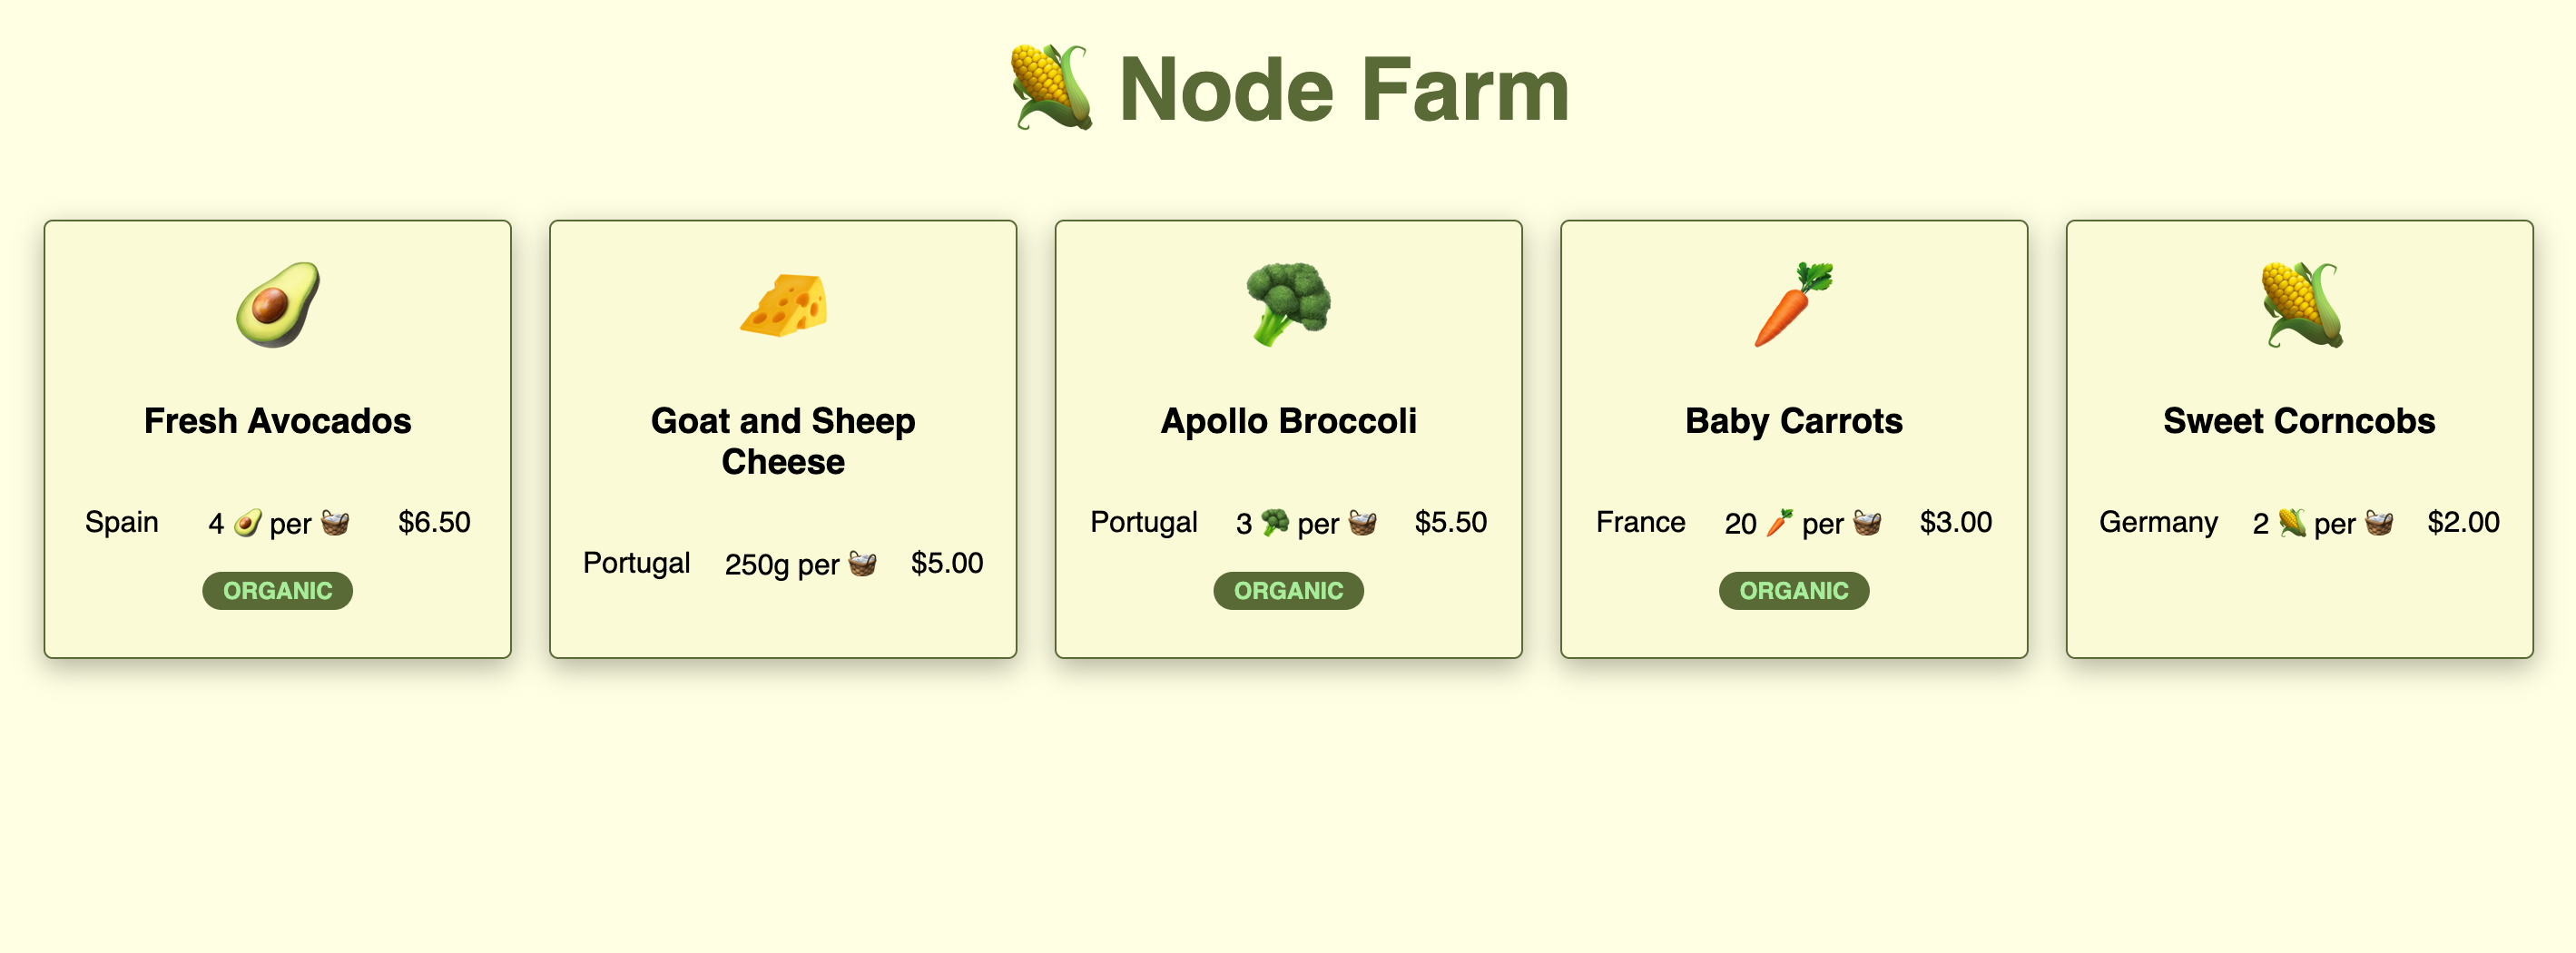 🌽 Node Farm
Fresh Avocados
Spain 4 🥑 per 🧺 $6.50
ORGANIC
Goat and Sheep
Cheese
Portugal 250g per 🧺 $5.00
Apollo Broccoli
Portugal 3 🥦 per 🧺 $5.50
ORGANIC
Baby Carrots
France 20 🥕 per 🧺 $3.00
ORGANIC
Sweet Corncobs
Germany 2 🌽 per 🧺 $2.00